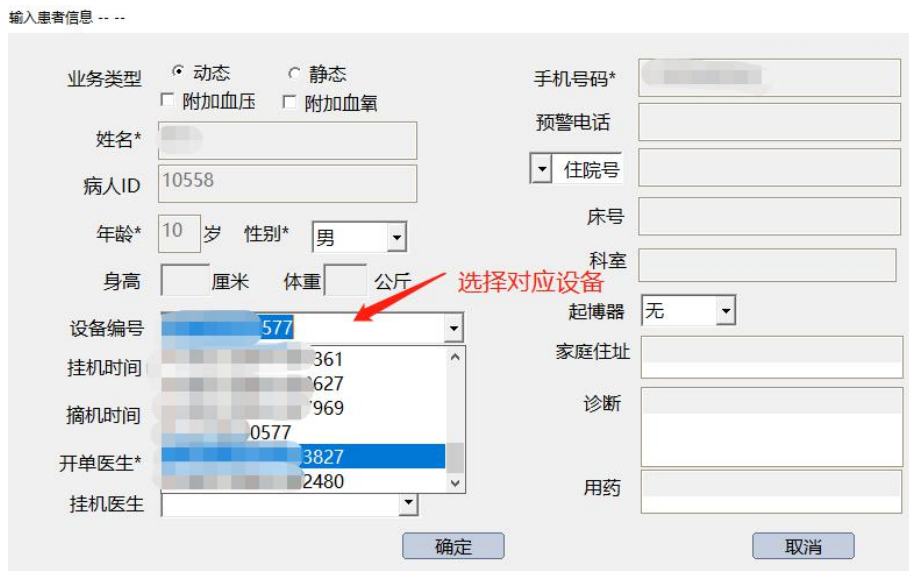 输入患者信息 -- --
业务类型 动态 静态
附加血压 附加血氧
姓名*
病人ID 10558
年龄* 10 岁 性别* 男
身高 厘米 体重 公斤
选择对应设备
设备编号 577
挂机时间
361
627
摘机时间
969
0577
开单医生*
3827
2480
挂机医生
手机号码*
预警电话
住院号
床号
科室
起博器 无
家庭住址
诊断
用药
确定
取消